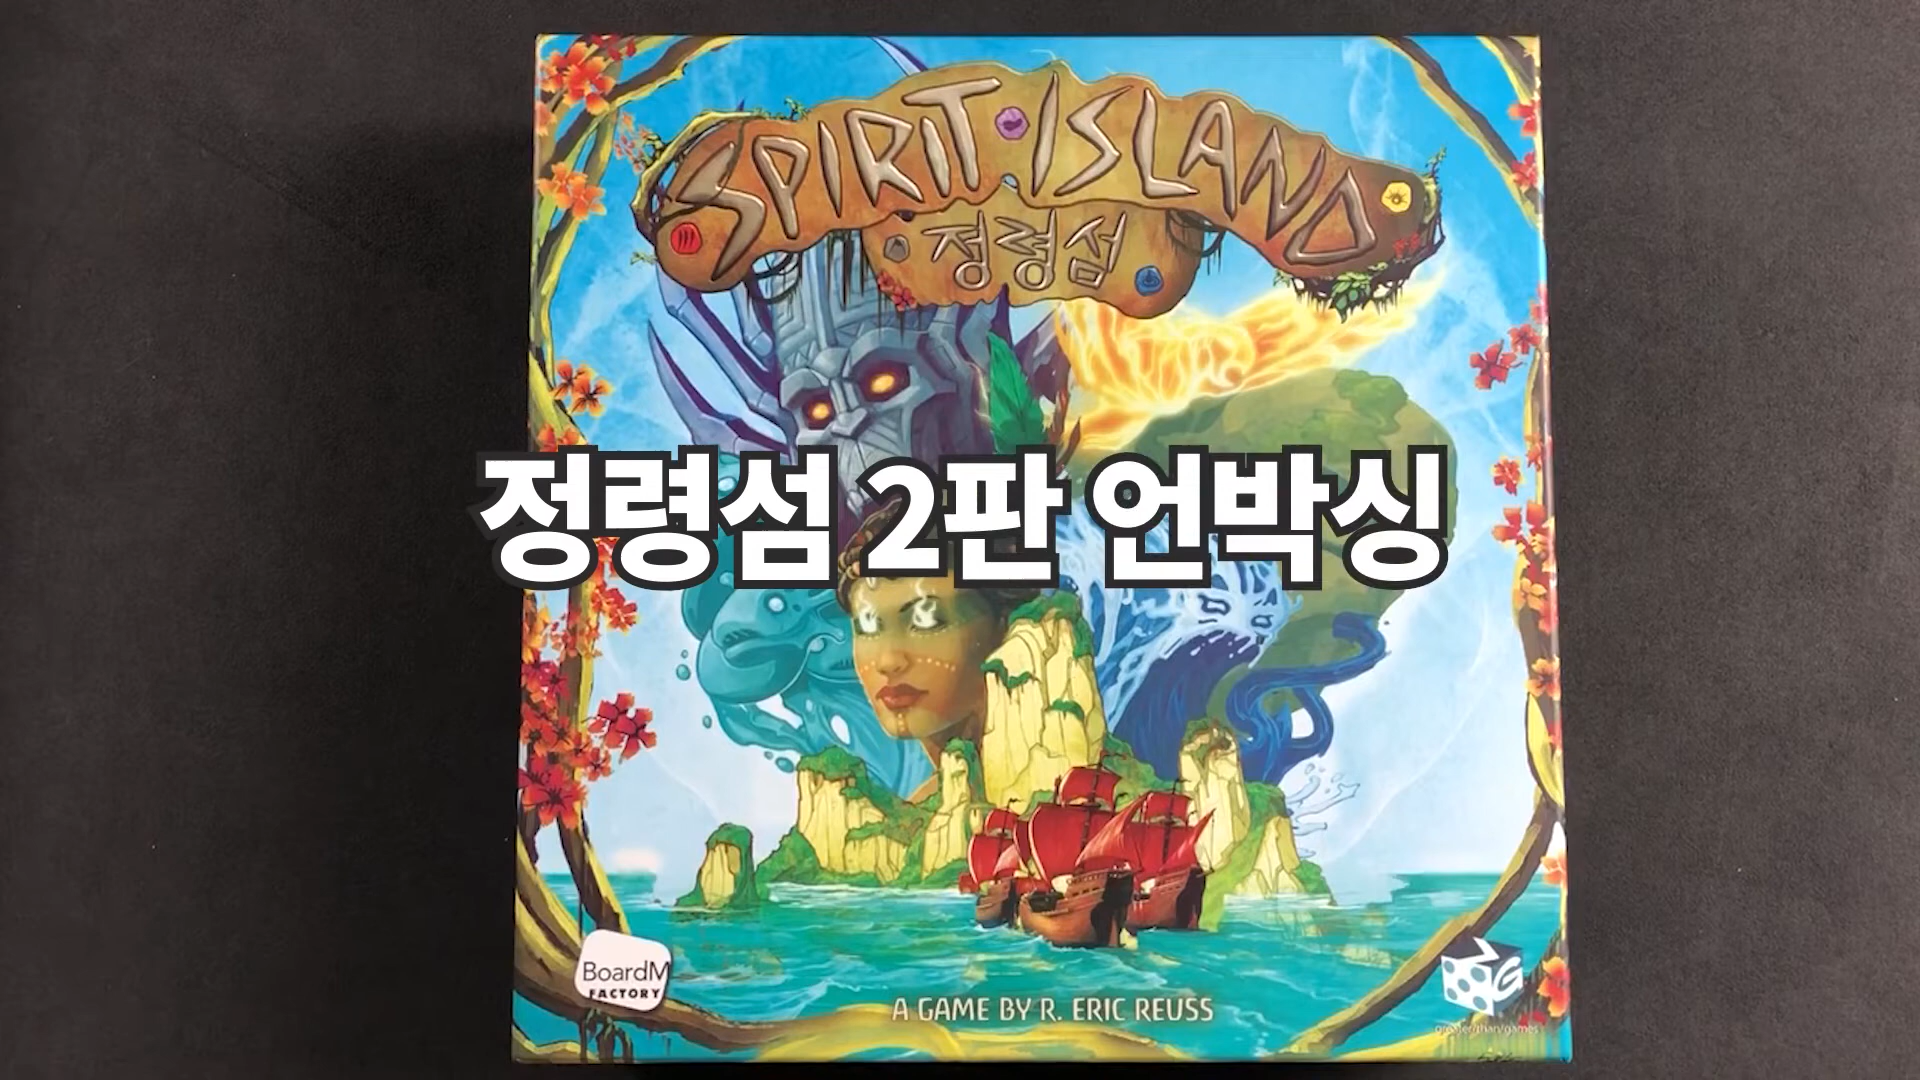 SPIRIT ISLAND
정령섬
정령섬 2판 언박싱
BoardM
FACTORY
A GAME BY R. ERIC REUSS
greater/than/games